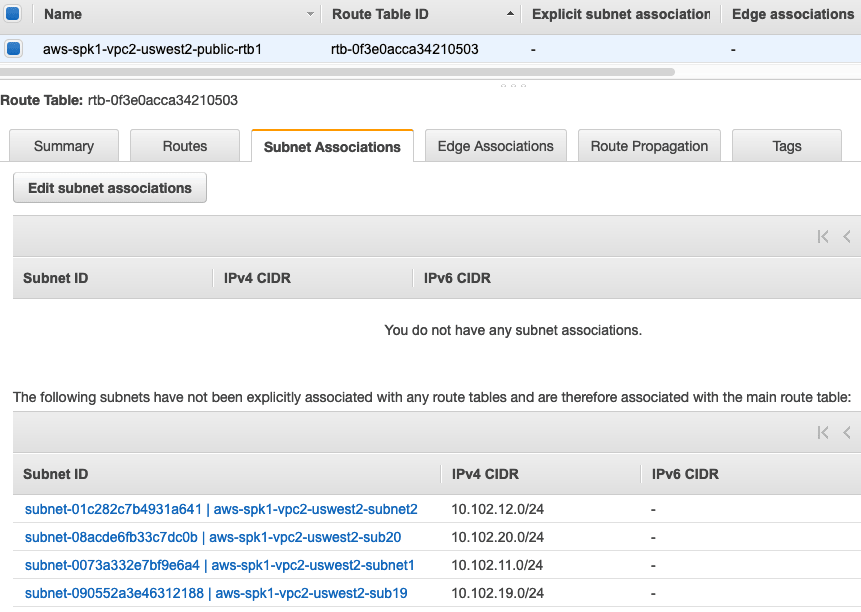 Name Route Table ID Explicit subnet association Edge associations
aws-spk1-vpc2-uswest2-public-rtb1 rtb-0f3e0acca34210503 - -
Route Table: rtb-0f3e0acca34210503
Summary Routes Subnet Associations Edge Associations Route Propagation Tags
Edit subnet associations
Subnet ID IPv4 CIDR IPv6 CIDR
You do not have any subnet associations.
The following subnets have not been explicitly associated with any route tables and are therefore associated with the main route table:
Subnet ID IPv4 CIDR IPv6 CIDR
subnet-01c282c7b4931a641 | aws-spk1-vpc2-uswest2-subnet2 10.102.12.0/24 -
subnet-08acde6fb33c7dc0b | aws-spk1-vpc2-uswest2-sub20 10.102.20.0/24 -
subnet-0073a332e7bf9e6a4 | aws-spk1-vpc2-uswest2-subnet1 10.102.11.0/24 -
subnet-090552a3e46312188 | aws-spk1-vpc2-uswest2-sub19 10.102.19.0/24 -